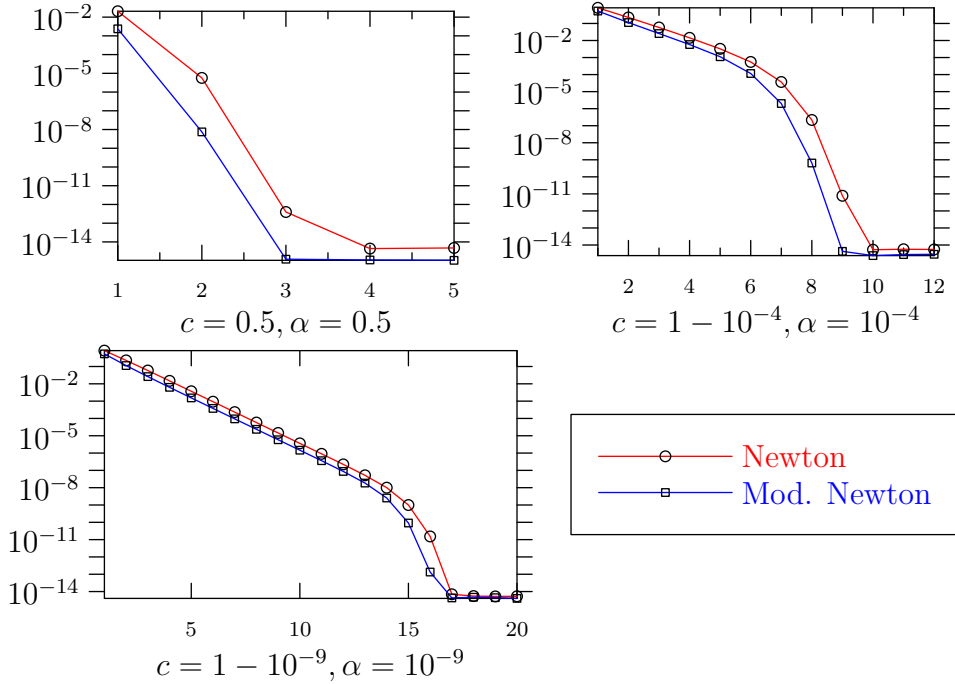 10^{-2}
10^{-5}
10^{-8}
10^{-11}
10^{-14}
1 2 3 4 5
c = 0.5, α = 0.5
10^{-2}
10^{-5}
10^{-8}
10^{-11}
10^{-14}
2 4 6 8 10 12
c = 1 − 10^{-4}, α = 10^{-4}
10^{-2}
10^{-5}
10^{-8}
10^{-11}
10^{-14}
5 10 15 20
c = 1 − 10^{-9}, α = 10^{-9}
Newton
Mod. Newton